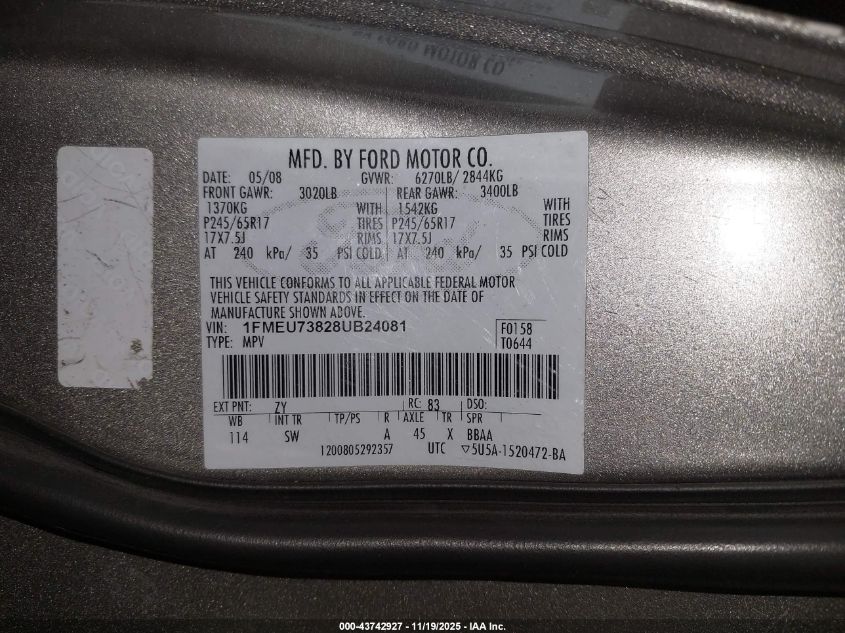 MFD. BY FORD MOTOR CO.
DATE: 05/08 GVWR: 6270LB/ 2844KG
FRONT GAWR: 3020LB REAR GAWR: 3400LB
1370KG WITH 1542KG WITH
P245/65R17 TIRES P245/65R17 TIRES
17X7.5J RIMS 17X7.5J RIMS
AT 240 kPa/ 35 PSI COLD AT 240 kPa/ 35 PSI COLD
THIS VEHICLE CONFORMS TO ALL APPLICABLE FEDERAL MOTOR
VEHICLE SAFETY STANDARDS IN EFFECT ON THE DATE OF
MANUFACTURE SHOWN ABOVE.
VIN: 1FMEU73828UB24081 F0158
TYPE: MPV T0644
EXT PNT: ZY RC: 83 DSO:
WB INT TR TP/PS R AXLE TR SPR
114 SW A 45 X BBAA
1200805292357 UTC ▽5U5A-1520472-BA
000-43742927 - 11/19/2025 - IAA Inc.